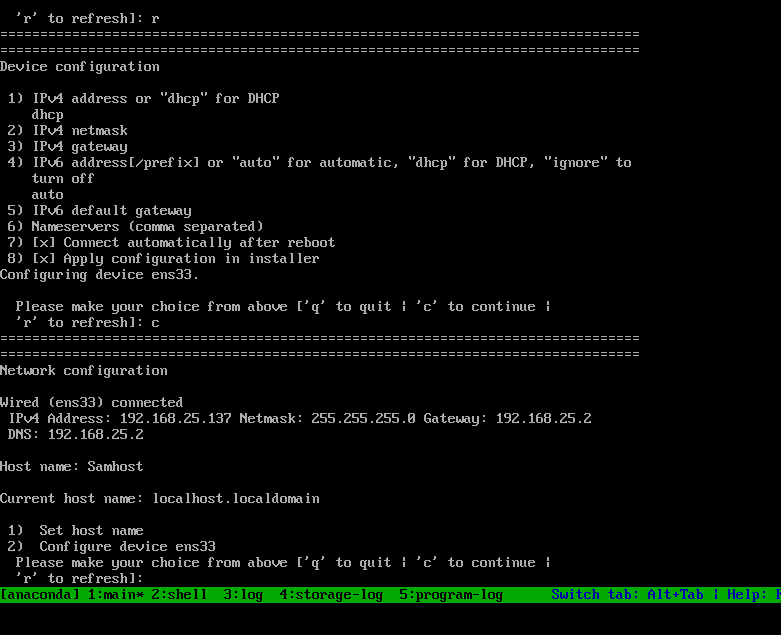 'r' to refresh]: r
================================================================================
================================================================================
Device configuration
1) IPv4 address or "dhcp" for DHCP
dhcp
2) IPv4 netmask
3) IPv4 gateway
4) IPv6 address[/prefix] or "auto" for automatic, "dhcp" for DHCP, "ignore" to
turn off
auto
5) IPv6 default gateway
6) Nameservers (comma separated)
7) [x] Connect automatically after reboot
8) [x] Apply configuration in installer
Configuring device ens33.
Please make your choice from above ['q' to quit | 'c' to continue |
'r' to refresh]: c
================================================================================
================================================================================
Network configuration
Wired (ens33) connected
IPv4 Address: 192.168.25.137 Netmask: 255.255.255.0 Gateway: 192.168.25.2
DNS: 192.168.25.2
Host name: Samhost
Current host name: localhost.localdomain
1) Set host name
2) Configure device ens33
Please make your choice from above ['q' to quit | 'c' to continue |
'r' to refresh]:
[anaconda] 1:main* 2:shell 3:log 4:storage-log 5:program-log Switch tab: Alt+Tab | Help: